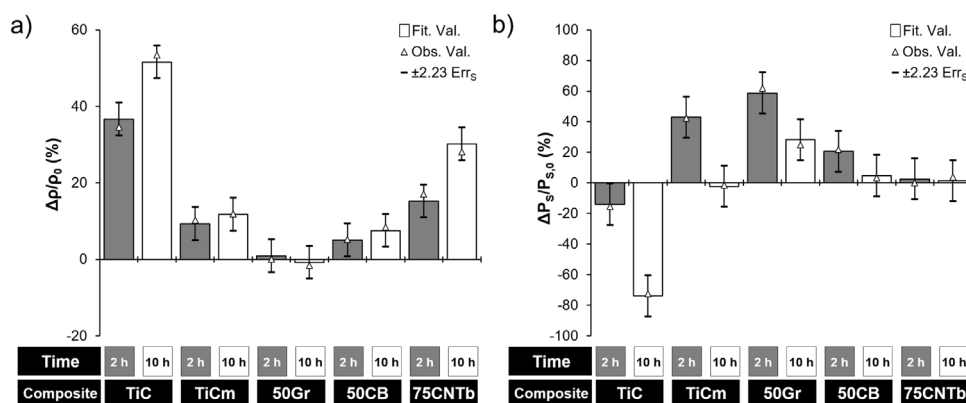 a)
Δρ/ρ0 (%)
60
40
20
0
-20
Fit. Val.
Obs. Val.
±2.23 ErrS
Time 2 h 10 h 2 h 10 h 2 h 10 h 2 h 10 h 2 h 10 h
Composite TiC TiCm 50Gr 50CB 75CNTb
b)
ΔPS/PS,0 (%)
100
80
60
40
20
0
-20
-40
-60
-80
-100
Fit. Val.
Obs. Val.
±2.23 ErrS
Time 2 h 10 h 2 h 10 h 2 h 10 h 2 h 10 h 2 h 10 h
Composite TiC TiCm 50Gr 50CB 75CNTb